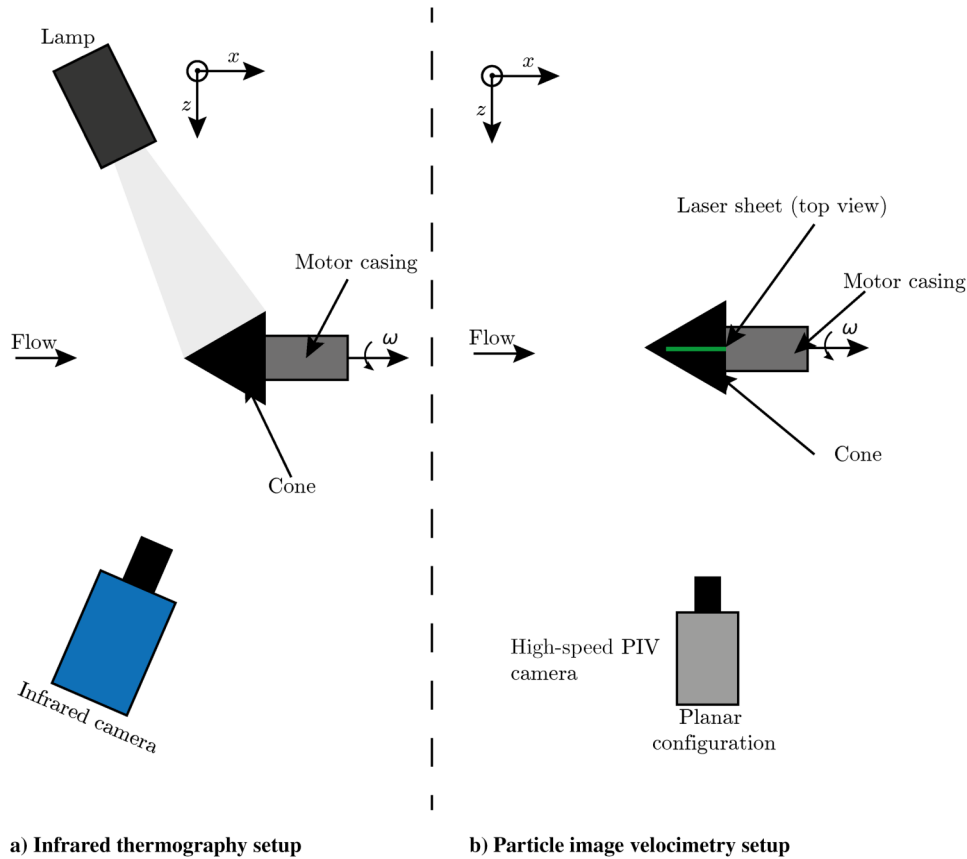 Lamp
x
z
Motor casing
Flow
ω
Cone
Infrared camera
a) Infrared thermography setup
x
z
Laser sheet (top view)
Motor casing
Flow
ω
Cone
High-speed PIV
camera
Planar
configuration
b) Particle image velocimetry setup